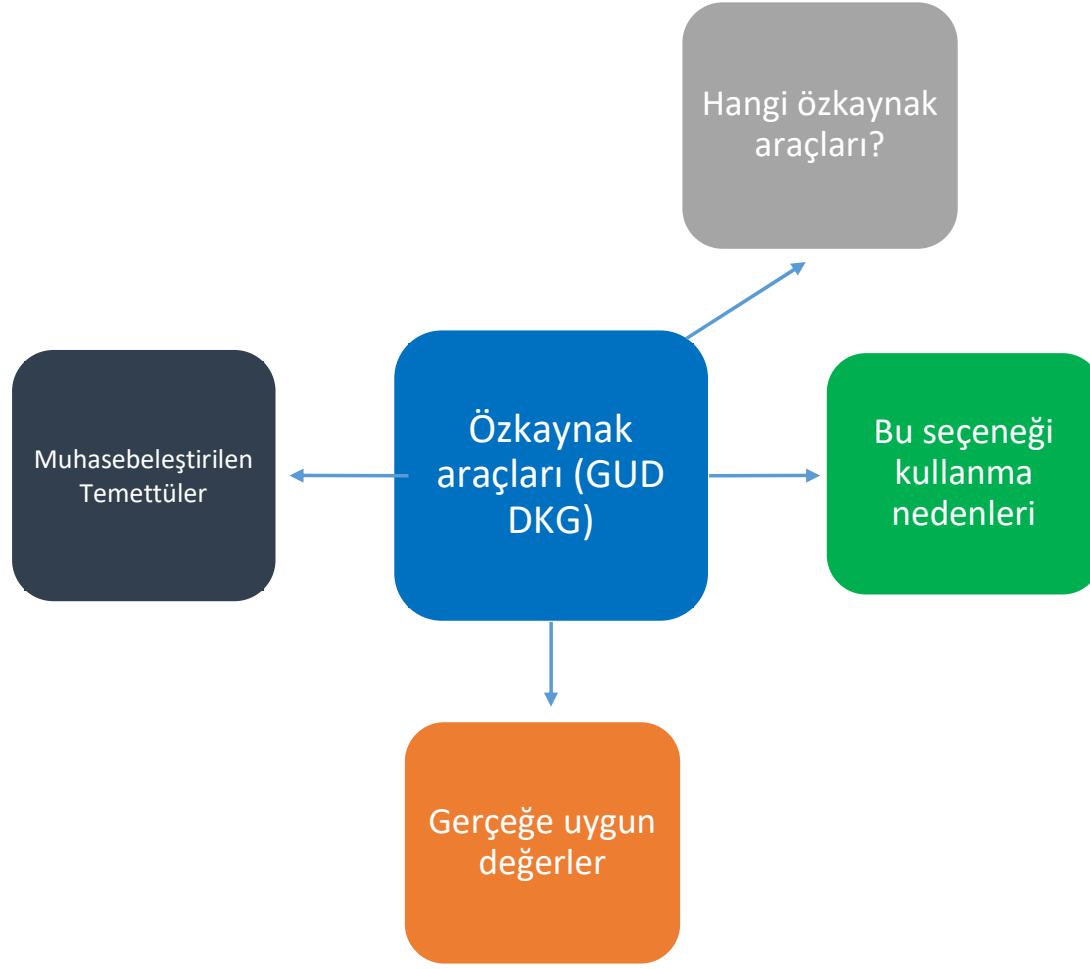 Hangi özkaynak
araçları?
Muhasebeleştirilen
Temettüler
Özkaynak
araçları (GUD
DKG)
Bu seçeneği
kullanma
nedenleri
Gerçeğe uygun
değerler